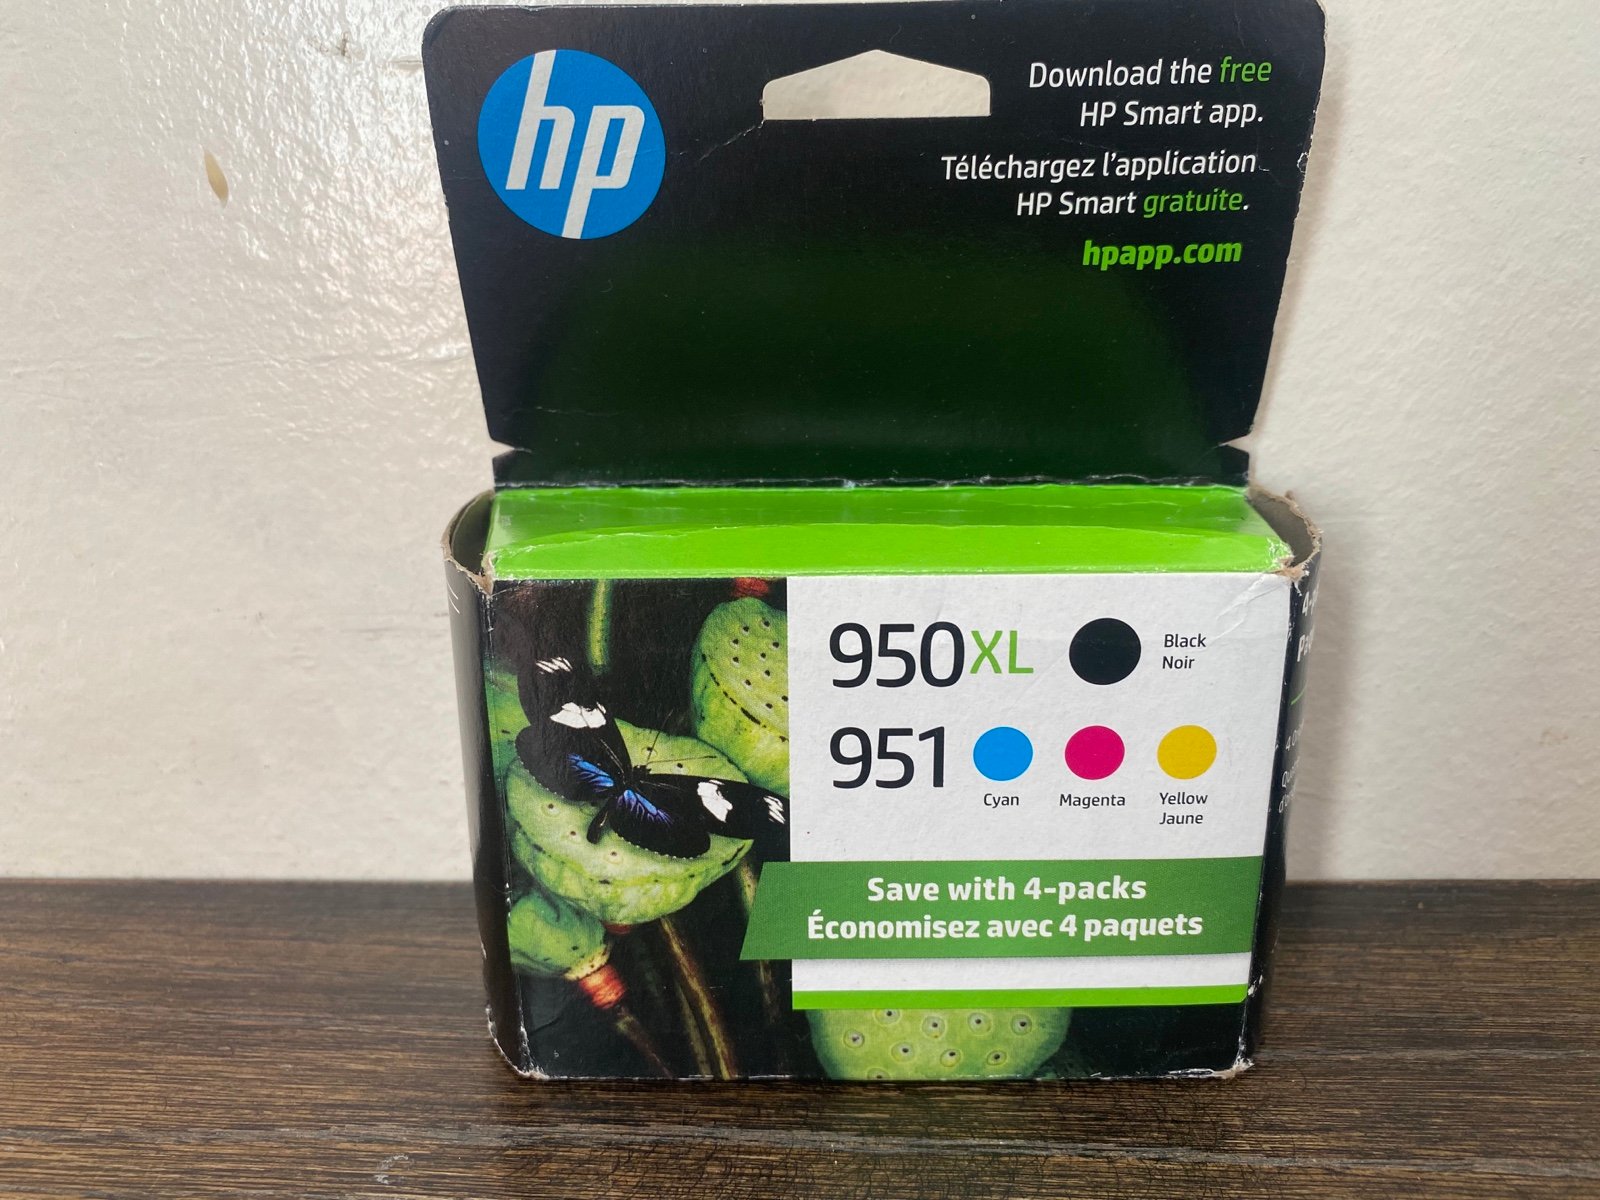 hp
Download the free
HP Smart app.
Téléchargez l'application
HP Smart gratuite.
hpapp.com
950XL
Black
Noir
951
Cyan
Magenta
Yellow
Jaune
Save with 4-packs
Économisez avec 4 paquets